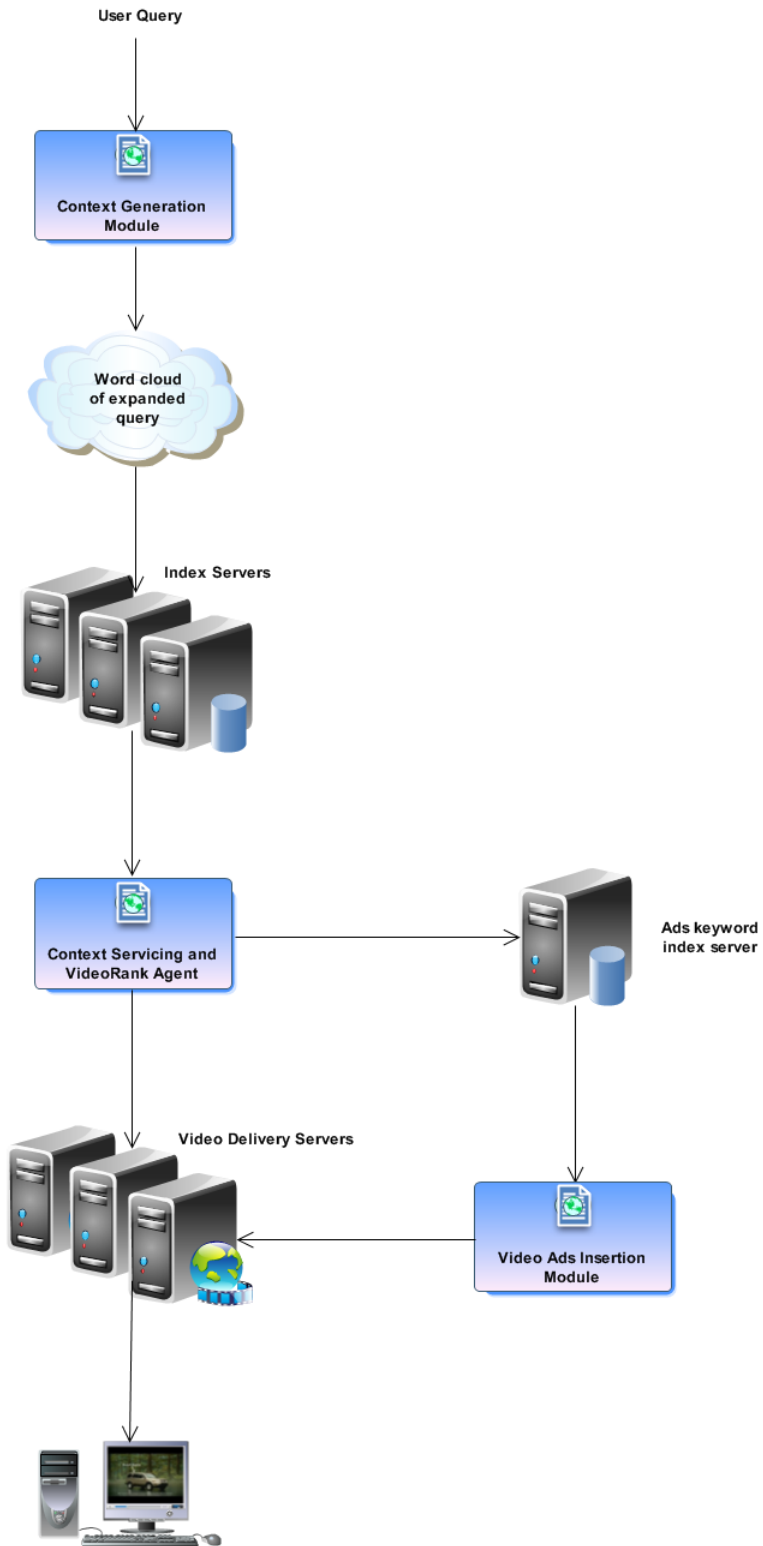 User Query
Context Generation
Module
Word cloud
of expanded
query
Index Servers
Context Servicing and
VideoRank Agent
Ads keyword
index server
Video Delivery Servers
Video Ads Insertion
Module